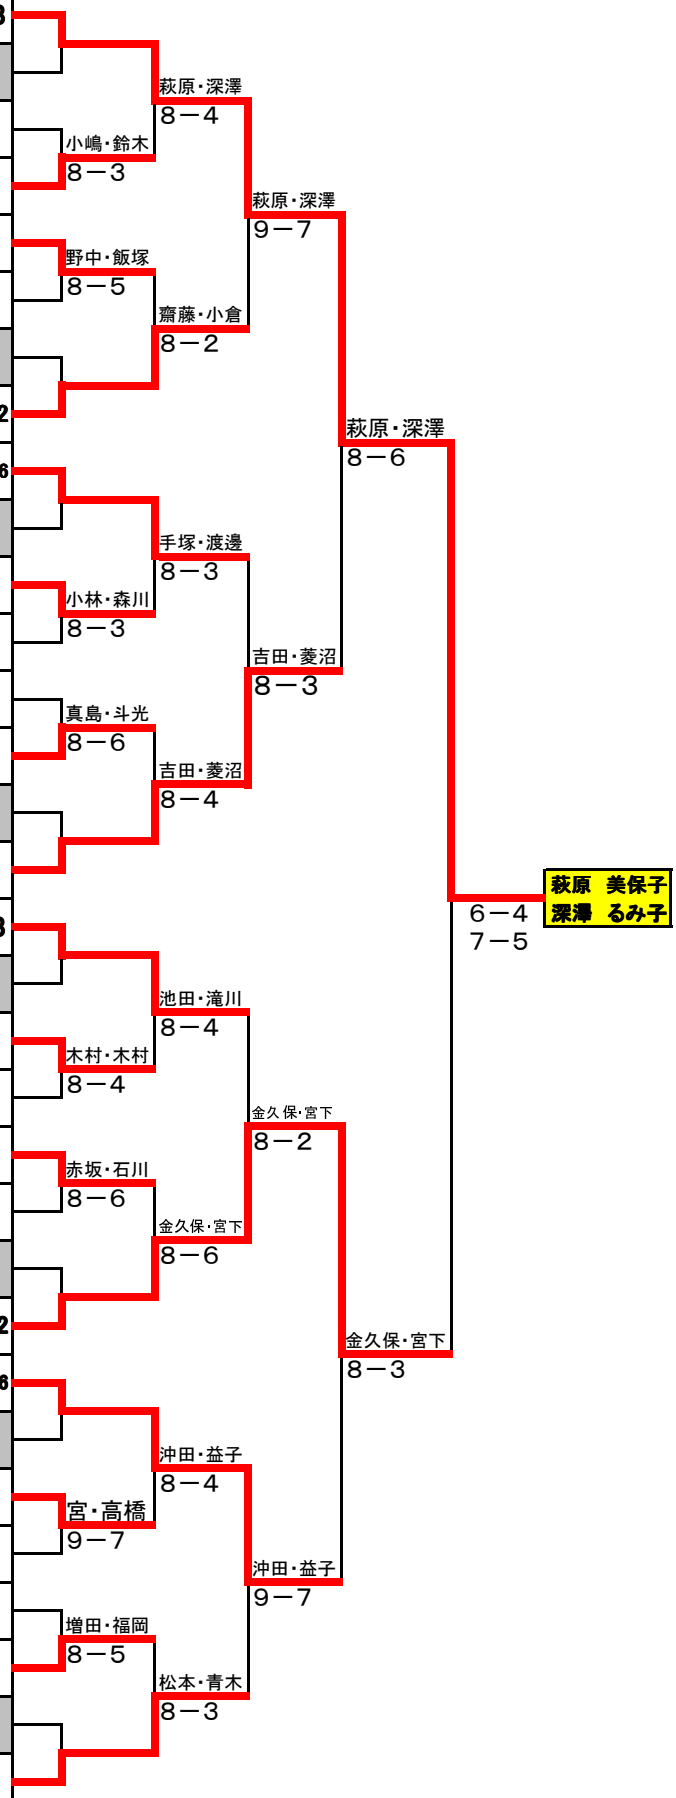 3
萩原・深澤
8－4
小嶋・鈴木
8－3
萩原・深澤
9－7
野中・飯塚
8－5
齋藤・小倉
8－2
2
萩原・深澤
8－6
6
手塚・渡邊
8－3
小林・森川
8－3
吉田・菱沼
8－3
真島・斗光
8－6
吉田・菱沼
8－4
萩原　美保子
深澤　るみ子
6－4
7－5
3
池田・滝川
8－4
木村・木村
8－4
金久保・宮下
8－2
赤坂・石川
8－6
金久保・宮下
8－6
2
金久保・宮下
8－3
6
沖田・益子
8－4
宮・高橋
9－7
沖田・益子
9－7
増田・福岡
8－5
松本・青木
8－3